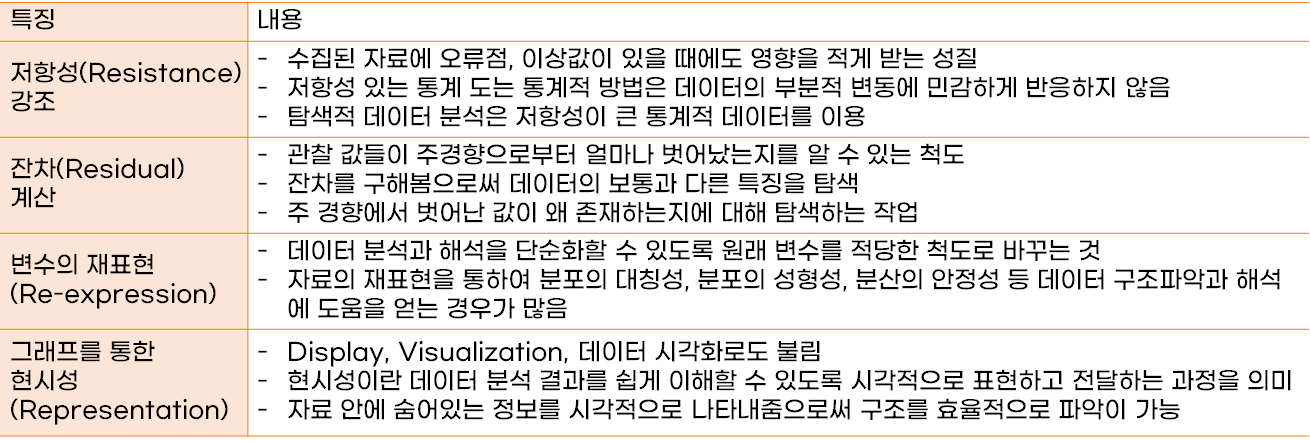 특징
내용
저항성(Resistance)
강조
- 수집된 자료에 오류점, 이상값이 있을 때에도 영향을 적게 받는 성질
- 저항성 있는 통계 도는 통계적 방법은 데이터의 부분적 변동에 민감하게 반응하지 않음
- 탐색적 데이터 분석은 저항성이 큰 통계적 데이터를 이용
잔차(Residual)
계산
- 관찰 값들이 주경향으로부터 얼마나 벗어났는지를 알 수 있는 척도
- 잔차를 구해봄으로써 데이터의 보통과 다른 특징을 탐색
- 주 경향에서 벗어난 값이 왜 존재하는지에 대해 탐색하는 작업
변수의 재표현
(Re-expression)
- 데이터 분석과 해석을 단순화할 수 있도록 원래 변수를 적당한 척도로 바꾸는 것
- 자료의 재표현을 통하여 분포의 대칭성, 분포의 성형성, 분산의 안정성 등 데이터 구조파악과 해석
에 도움을 얻는 경우가 많음
그래프를 통한
현시성
(Representation)
- Display, Visualization, 데이터 시각화로도 불림
- 현시성이란 데이터 분석 결과를 쉽게 이해할 수 있도록 시각적으로 표현하고 전달하는 과정을 의미
- 자료 안에 숨어있는 정보를 시각적으로 나타내줌으로써 구조를 효율적으로 파악이 가능